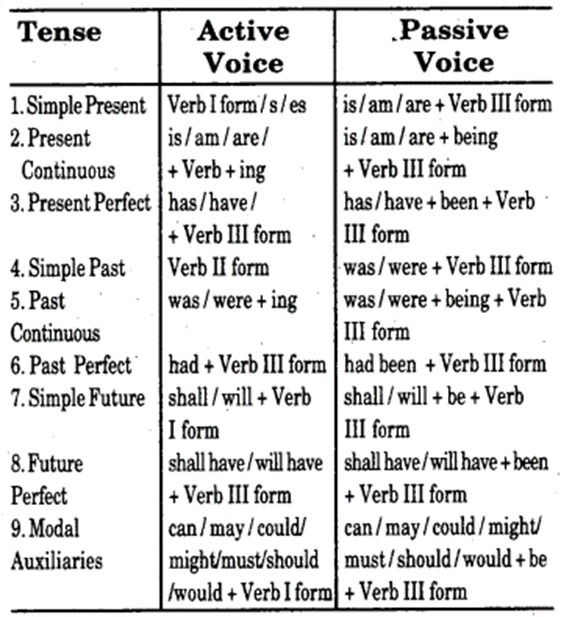 Tense Active Voice .Passive Voice
1. Simple Present Verb I form/s/es is/am/are + Verb III form
2. Present is/am/are/ is/am/are + being
Continuous + Verb + ing + Verb III form
3. Present Perfect has/have/ has/have + been + Verb
+ Verb III form III form
4. Simple Past Verb II form was/were + Verb III form
5. Past was/were + ing was/were + being + Verb
Continuous III form
6. Past Perfect had + Verb III form had been + Verb III form
7. Simple Future shall/will + Verb shall/will + be + Verb
I form III form
8. Future shall have/will have shall have/will have + been
Perfect + Verb III form + Verb III form
9. Modal can/may/could/ can/may/could/might/
Auxiliaries might/must/should must/should/would + be
/would + Verb I form + Verb III form